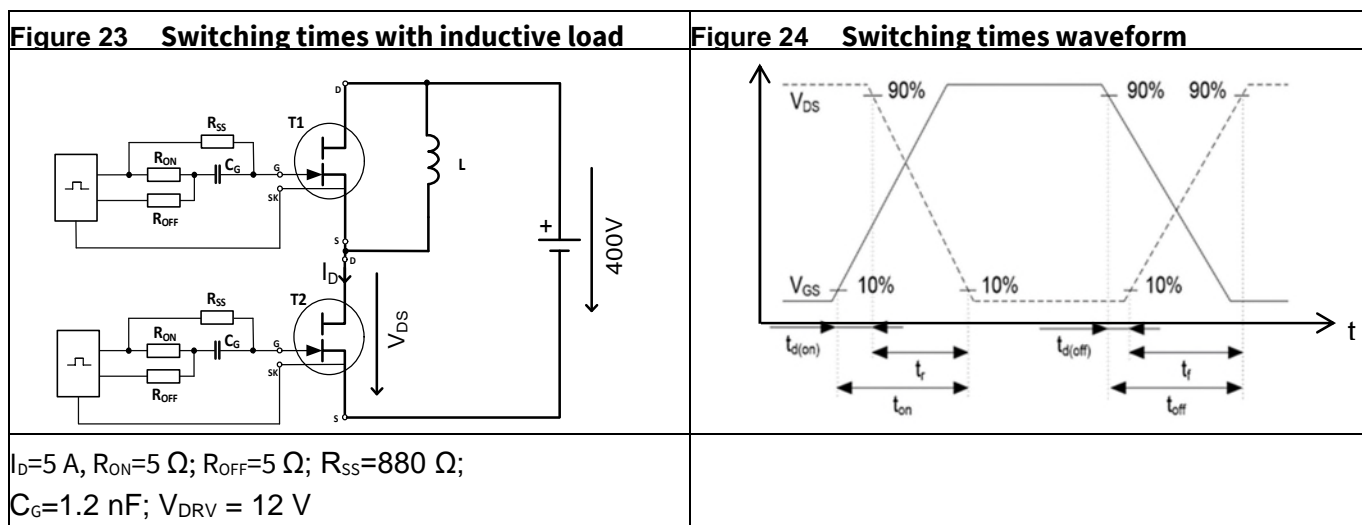 Figure 23 Switching times with inductive load
Figure 24 Switching times waveform
D
RSS
T1
RON
CG
G
L
SK
ROFF
S
D
+
400V
ID
RSS
T2
VDS
RON
CG
G
SK
ROFF
S
VDS
90%
90%
90%
VGS
10%
10%
10%
t
td(on)
td(off)
tr
tf
ton
toff
ID=5 A, RON=5 Ω; ROFF=5 Ω; RSS=880 Ω;
CG=1.2 nF; VDRV = 12 V